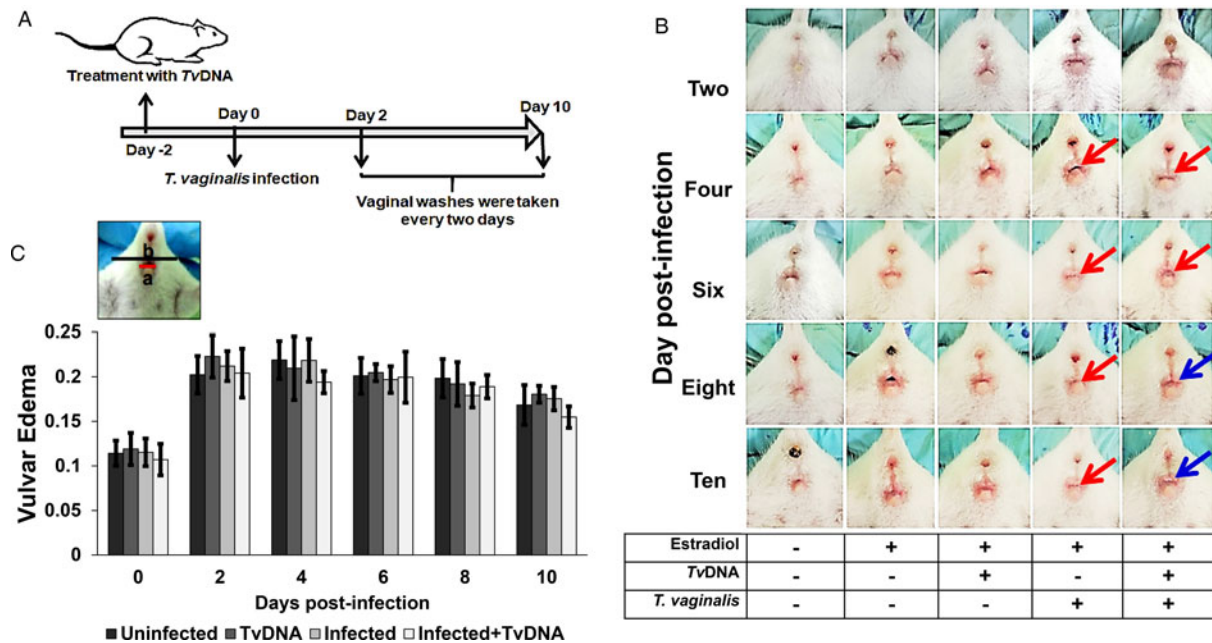 A
Treatment with TvDNA
Day 0
Day 2
Day 10
Day -2
T. vaginalis infection
Vaginal washes were taken
every two days
B
Day post-infection
Two
Four
Six
Eight
Ten
Estradiol - + + + +
TvDNA - - + - +
T. vaginalis - - - + +
C
b
a
Vulvar Edema
0.25
0.2
0.15
0.1
0.05
0
0 2 4 6 8 10
Days post-infection
Uninfected TvDNA Infected Infected+TvDNA